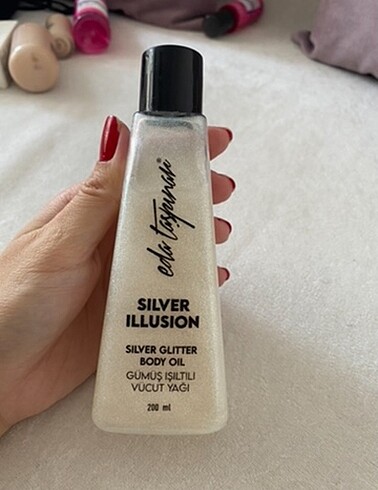 eda taşpınar®
SILVER
ILLUSION
SILVER GLITTER
BODY OIL
GÜMÜŞ IŞILTILI
VÜCUT YAĞI
200 ml